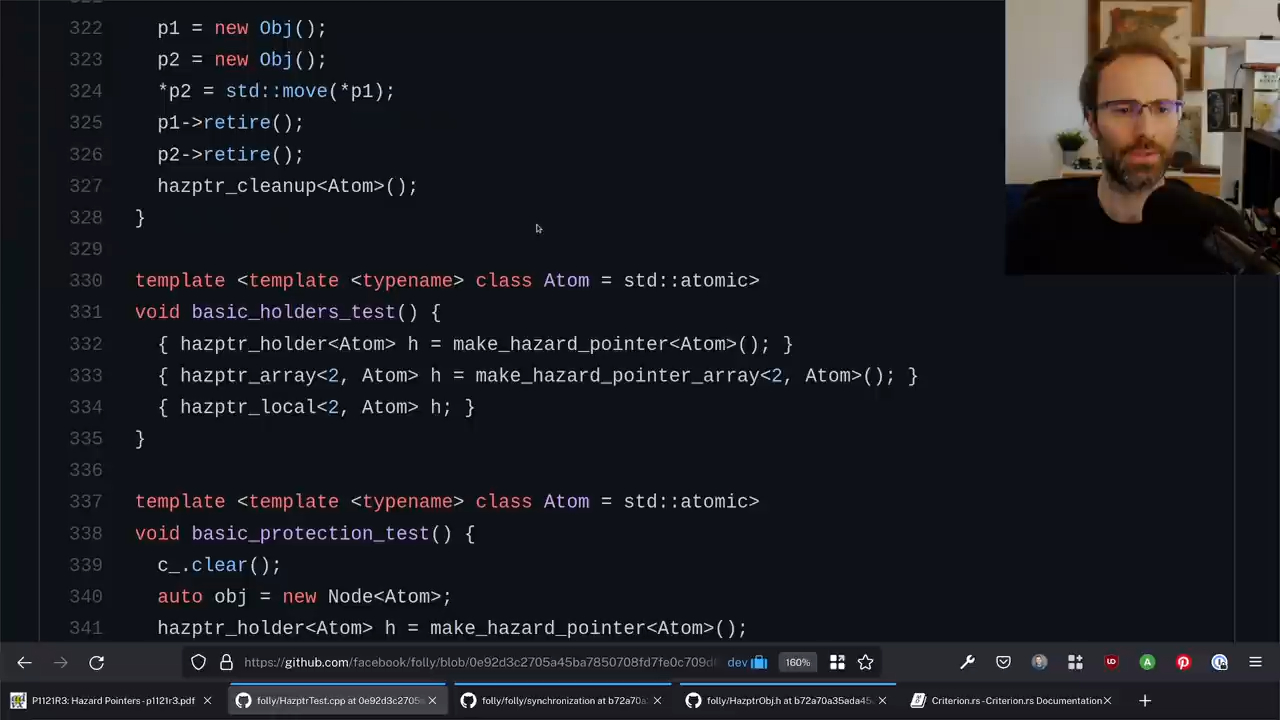 322 p1 = new Obj();
323 p2 = new Obj();
324 *p2 = std::move(*p1);
325 p1->retire();
326 p2->retire();
327 hazptr_cleanup<Atom>();
328 }
329
330 template <template <typename> class Atom = std::atomic>
331 void basic_holders_test() {
332 { hazptr_holder<Atom> h = make_hazard_pointer<Atom>(); }
333 { hazptr_array<2, Atom> h = make_hazard_pointer_array<2, Atom>(); }
334 { hazptr_local<2, Atom> h; }
335 }
336
337 template <template <typename> class Atom = std::atomic>
338 void basic_protection_test() {
339 c_.clear();
340 auto obj = new Node<Atom>;
341 hazptr_holder<Atom> h = make_hazard_pointer<Atom>();
https://github.com/facebook/folly/blob/0e92d3c2705a45ba7850708fd7fe0c709d dev 160%
P1121R3: Hazard Pointers - p1121r3.pdf folly/HazptrTest.cpp at 0e92d3c2705 folly/folly/synchronization at b72a70a folly/HazptrObj.h at b72a70a35ada45 Criterion.rs - Criterion.rs Documentation